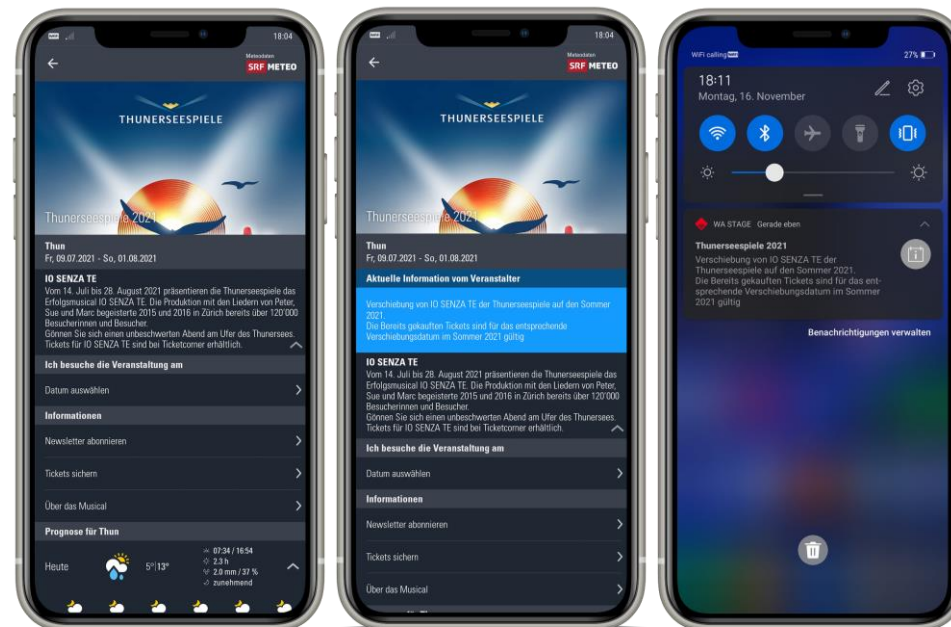 18:04
Meteodaten
SRF METEO
THUNERSEESPIELE
Thunerseespiele 2021
Thun
Fr, 09.07.2021 - So, 01.08.2021
IO SENZA TE
Vom 14. Juli bis 28. August 2021 präsentieren die Thunerseespiele das
Erfolgsmusical IO SENZA TE. Die Produktion mit den Liedern von Peter,
Sue und Marc begeisterte 2015 und 2016 in Zürich bereits über 120'000
Besucherinnen und Besucher.
Gönnen Sie sich einen unbeschwerten Abend am Ufer des Thunersees.
Tickets für IO SENZA TE sind bei Ticketcorner erhältlich.
Ich besuche die Veranstaltung am
Datum auswählen
Informationen
Newsletter abonnieren
Tickets sichern
Über das Musical
Prognose für Thun
Heute
5°|13°
07:34 / 16:54
2.3 h
2.0 mm / 37 %
zunehmend
18:04
Meteodaten
SRF METEO
THUNERSEESPIELE
Thunerseespiele 2021
Thun
Fr, 09.07.2021 - So, 01.08.2021
Aktuelle Information vom Veranstalter
Verschiebung von IO SENZA TE der Thunerseespiele auf den Sommer
2021.
Die Bereits gekauften Tickets sind für das entsprechende
Verschiebungsdatum im Sommer 2021 gültig
IO SENZA TE
Vom 14. Juli bis 28. August 2021 präsentieren die Thunerseespiele das
Erfolgsmusical IO SENZA TE. Die Produktion mit den Liedern von Peter,
Sue und Marc begeisterte 2015 und 2016 in Zürich bereits über 120'000
Besucherinnen und Besucher.
Gönnen Sie sich einen unbeschwerten Abend am Ufer des Thunersees.
Tickets für IO SENZA TE sind bei Ticketcorner erhältlich.
Ich besuche die Veranstaltung am
Datum auswählen
Informationen
Newsletter abonnieren
Tickets sichern
Über das Musical
WiFi calling
27%
18:11
Montag, 16. November
WA STAGE Gerade eben
Thunerseespiele 2021
Verschiebung von IO SENZA TE der
Thunerseespiele auf den Sommer 2021.
Die Bereits gekauften Tickets sind für das ent-
sprechende Verschiebungsdatum im Sommer
2021 gültig
Benachrichtigungen verwalten